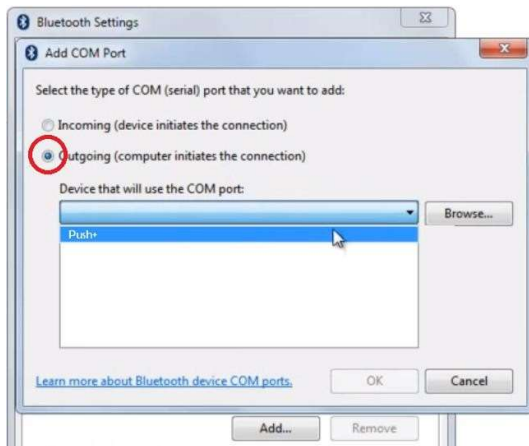 Bluetooth Settings
Add COM Port
Select the type of COM (serial) port that you want to add:
Incoming (device initiates the connection)
Outgoing (computer initiates the connection)
Device that will use the COM port:
Browse...
Push+
Learn more about Bluetooth device COM ports.
OK
Cancel
Add...
Remove